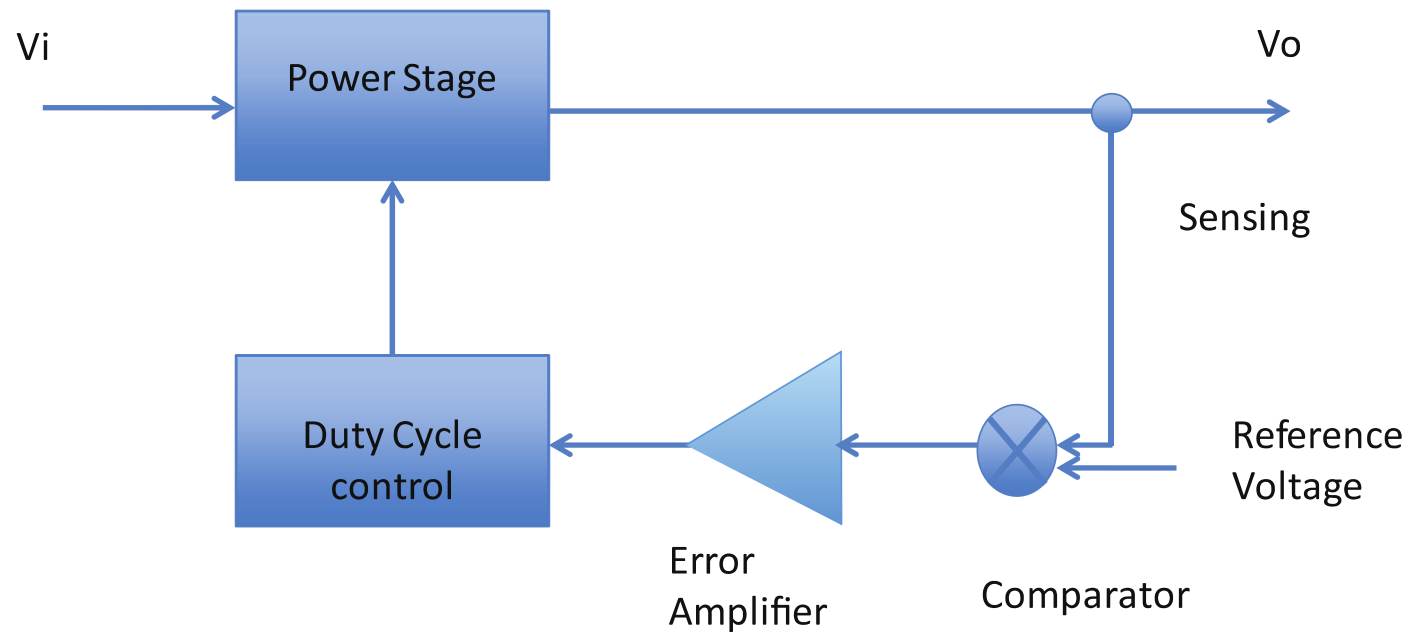 Vi
Power Stage
Vo
Sensing
Duty Cycle
control
Reference
Voltage
Error
Amplifier
Comparator